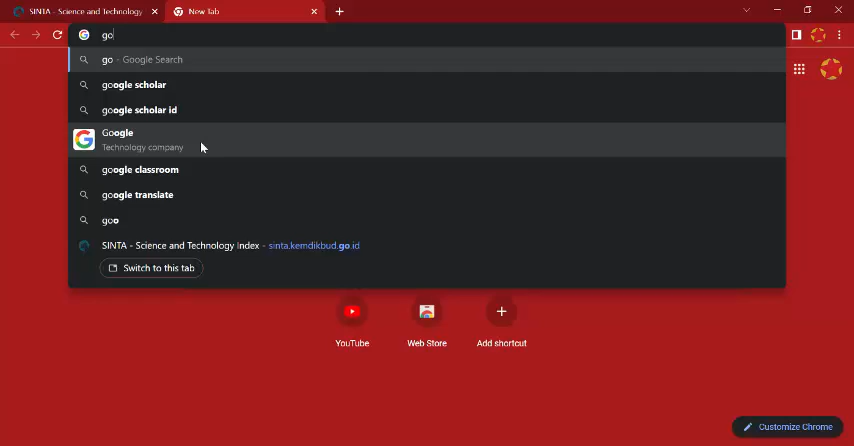 SINTA - Science and Technology
New Tab
go
go - Google Search
google scholar
google scholar id
Google
Technology company
google classroom
google translate
goo
SINTA - Science and Technology Index - sinta.kemdikbud.go.id
Switch to this tab
YouTube
Web Store
Add shortcut
Customize Chrome